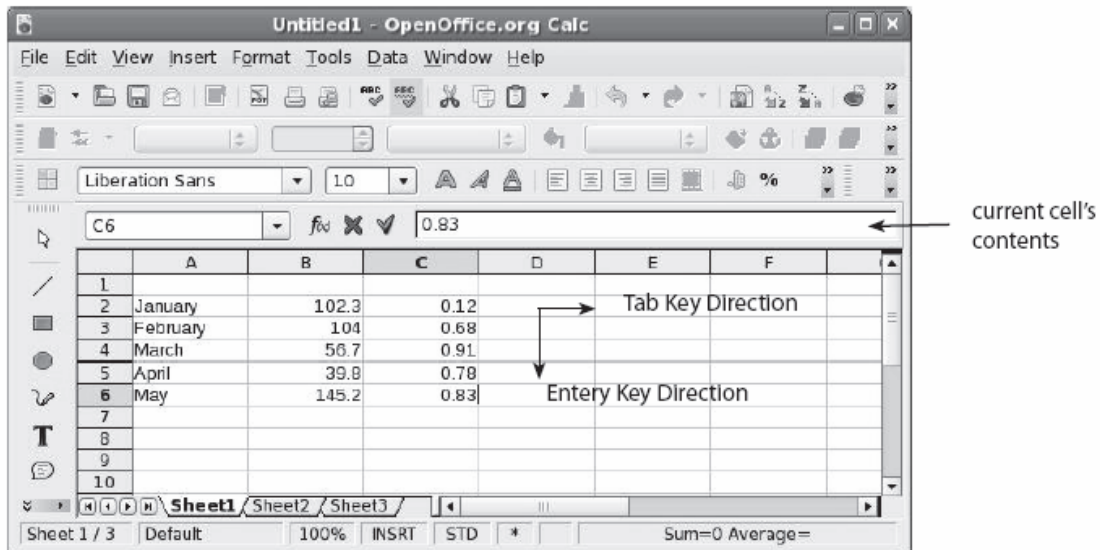 Untitled1 - OpenOffice.org Calc
File Edit View Insert Format Tools Data Window Help
Liberation Sans 10 %
C6 0.83
current cell's
contents
A B C D E F
1
2 January 102.3 0.12 Tab Key Direction
3 February 104 0.68
4 March 56.7 0.91
5 April 39.8 0.78
6 May 145.2 0.83 Entery Key Direction
7
8
9
10
Sheet1 Sheet2 Sheet3
Sheet 1 / 3 Default 100% INSRT STD * Sum=0 Average=